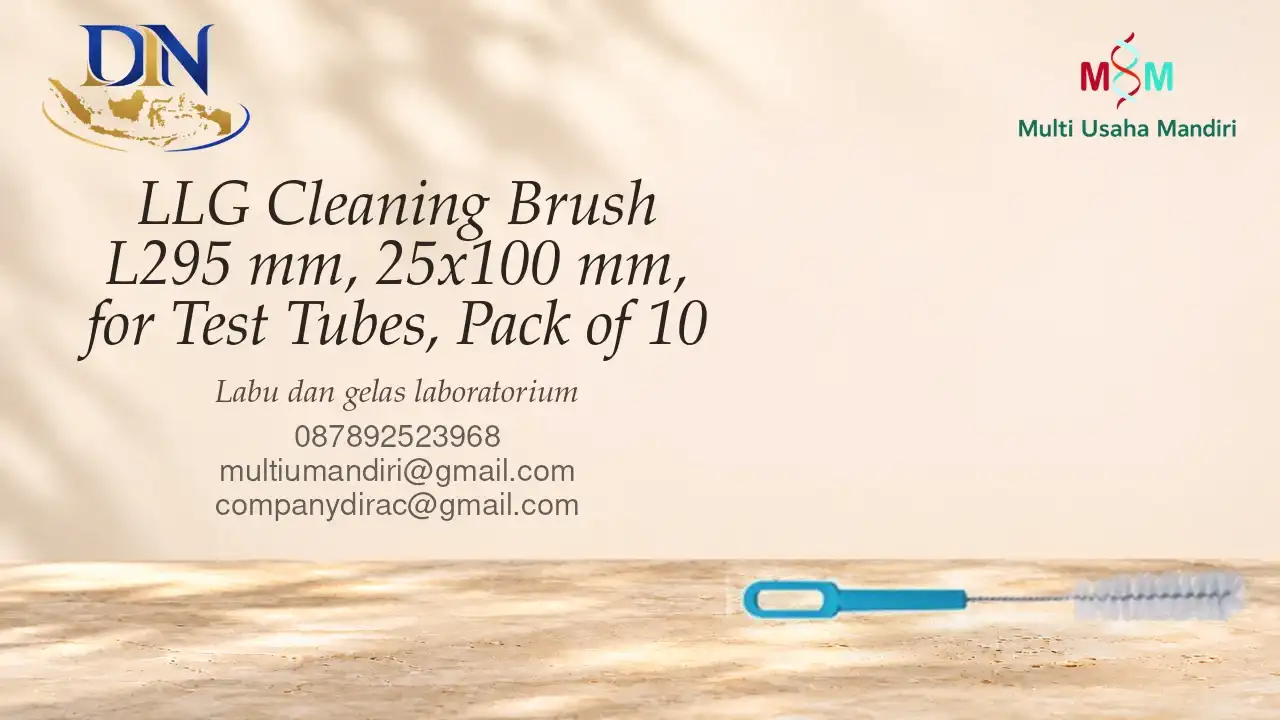 DIN
M M
Multi Usaha Mandiri
LLG Cleaning Brush
L295 mm, 25x100 mm,
for Test Tubes, Pack of 10
Labu dan gelas laboratorium
087892523968
multiumandiri@gmail.com
companydirac@gmail.com